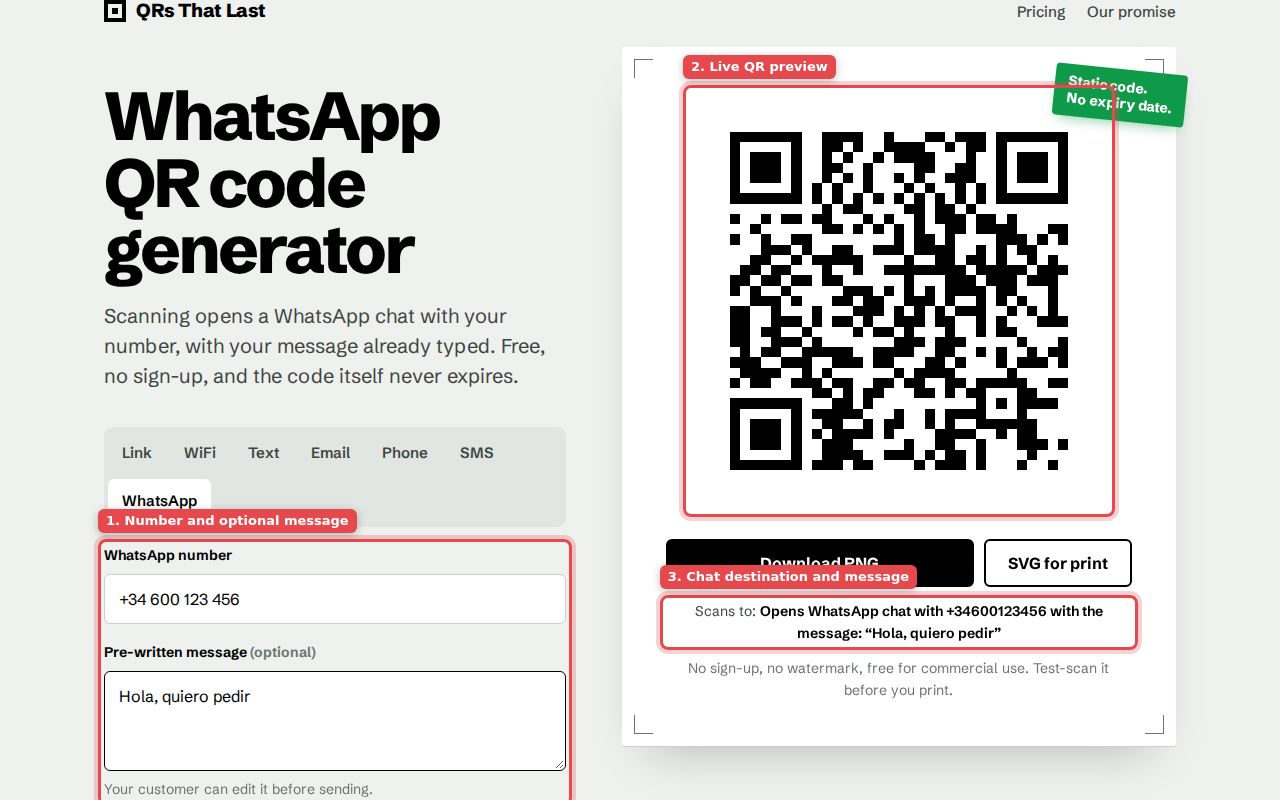 QRs That Last
Pricing
Our promise
WhatsApp
QR code
generator
Scanning opens a WhatsApp chat with your
number, with your message already typed. Free,
no sign-up, and the code itself never expires.
Link
WiFi
Text
Email
Phone
SMS
WhatsApp
1. Number and optional message
WhatsApp number
+34 600 123 456
Pre-written message (optional)
Hola, quiero pedir
Your customer can edit it before sending.
2. Live QR preview
Static code.
No expiry date.
Download PNG
SVG for print
3. Chat destination and message
Scans to: Opens WhatsApp chat with +34600123456 with the
message: “Hola, quiero pedir”
No sign-up, no watermark, free for commercial use. Test-scan it
before you print.